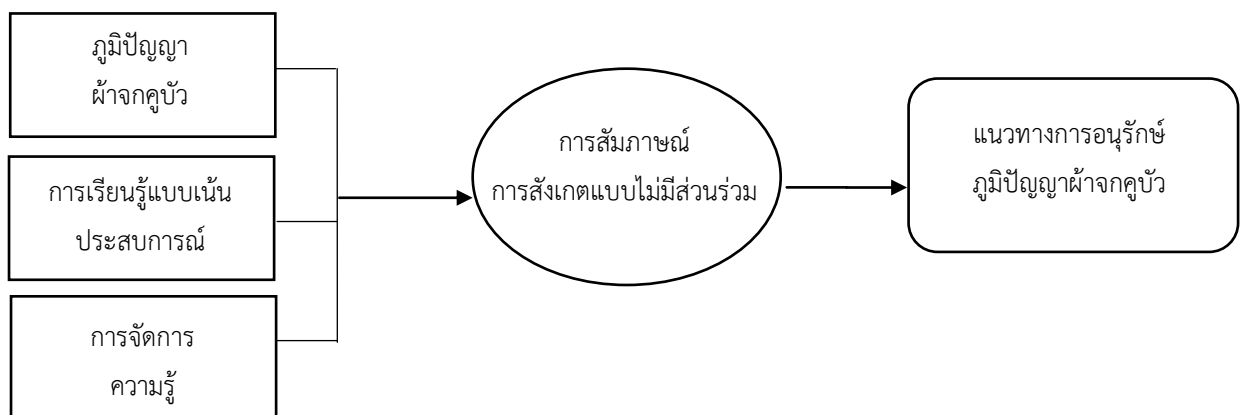 ภูมิปัญญา
ผ้าจกคูบัว
การเรียนรู้แบบเน้น
ประสบการณ์
การจัดการ
ความรู้
การสัมภาษณ์
การสังเกตแบบไม่มีส่วนร่วม
แนวทางการอนุรักษ์
ภูมิปัญญาผ้าจกคูบัว